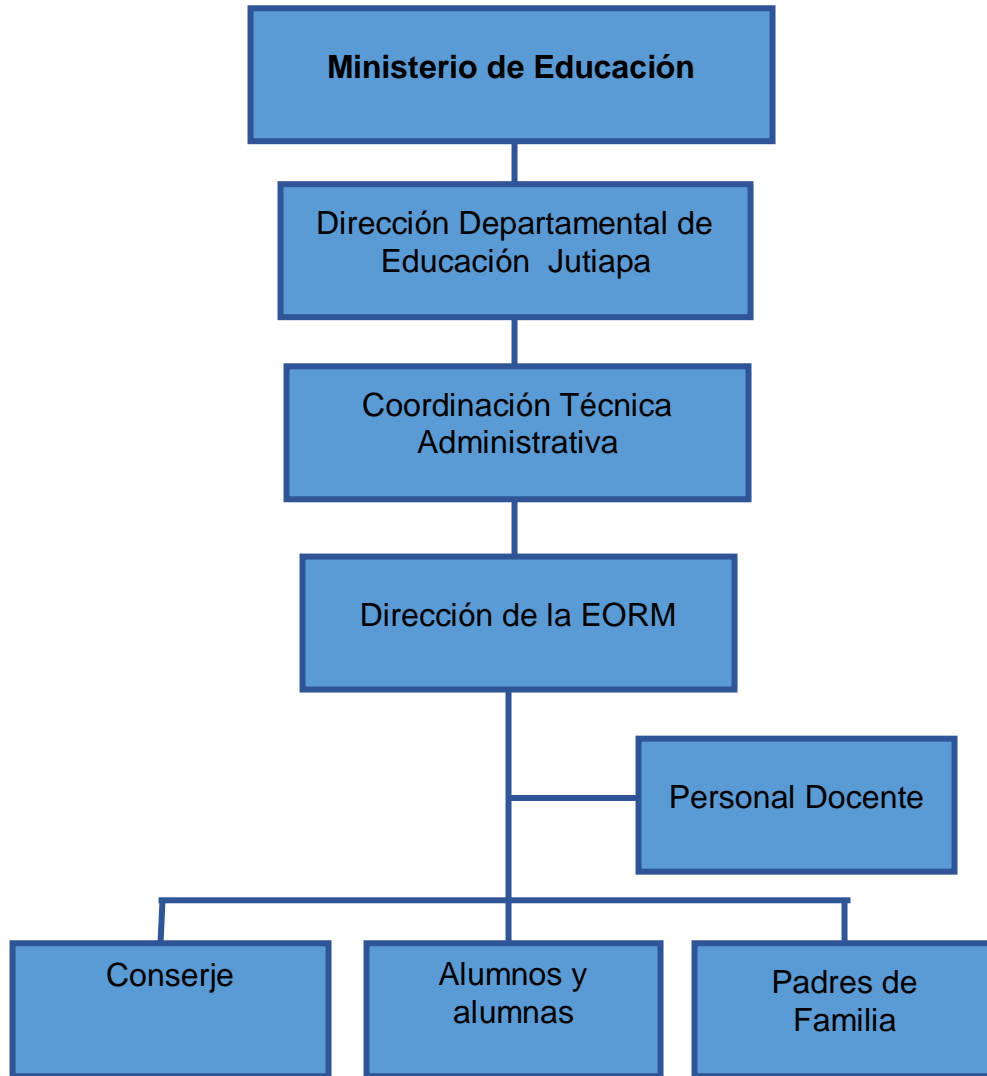 Ministerio de Educación
Dirección Departamental de
Educación  Jutiapa
Coordinación Técnica
Administrativa
Dirección de la EORM
Personal Docente
Conserje
Alumnos y
alumnas
Padres de
Familia